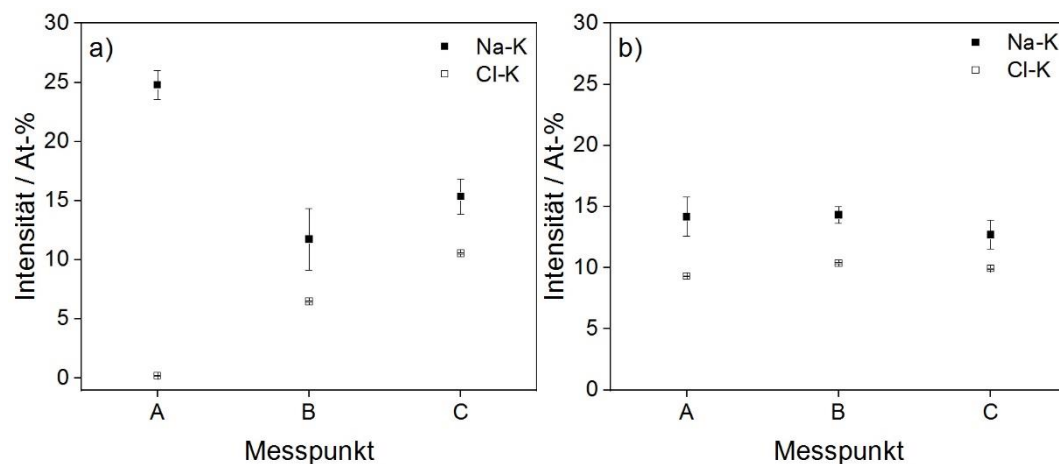 a)
Na-K
Cl-K
30
25
20
15
10
5
0
Intensität / At-%
A
B
C
Messpunkt
b)
Na-K
Cl-K
30
25
20
15
10
5
0
Intensität / At-%
A
B
C
Messpunkt